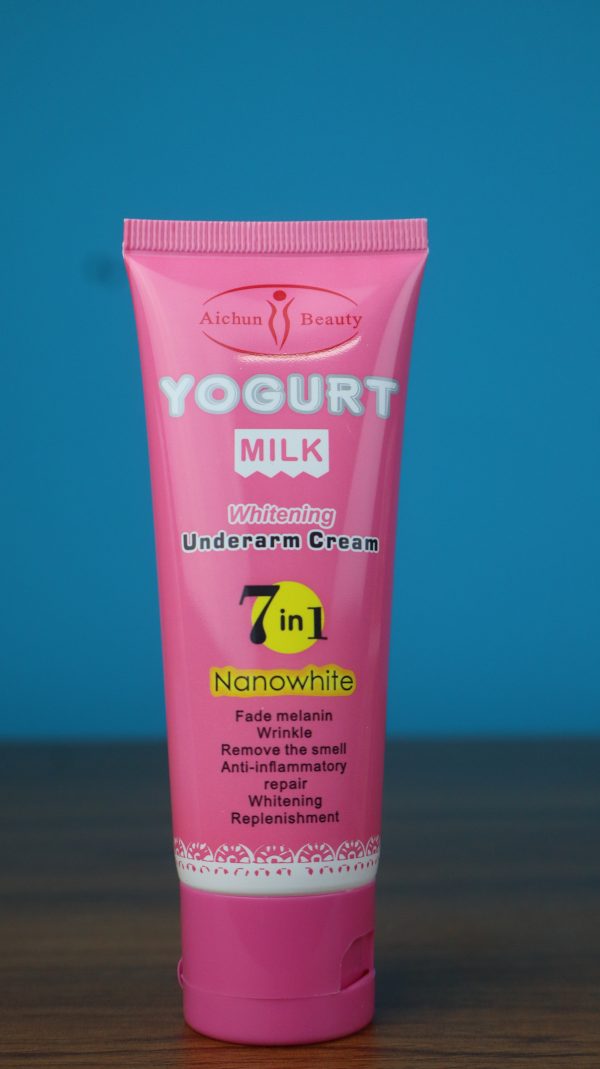 Aichun Beauty
YOGURT
MILK
Whitening
Underarm Cream
7 in 1
Nanowhite
Fade melanin
Wrinkle
Remove the smell
Anti-inflammatory
repair
Whitening
Replenishment